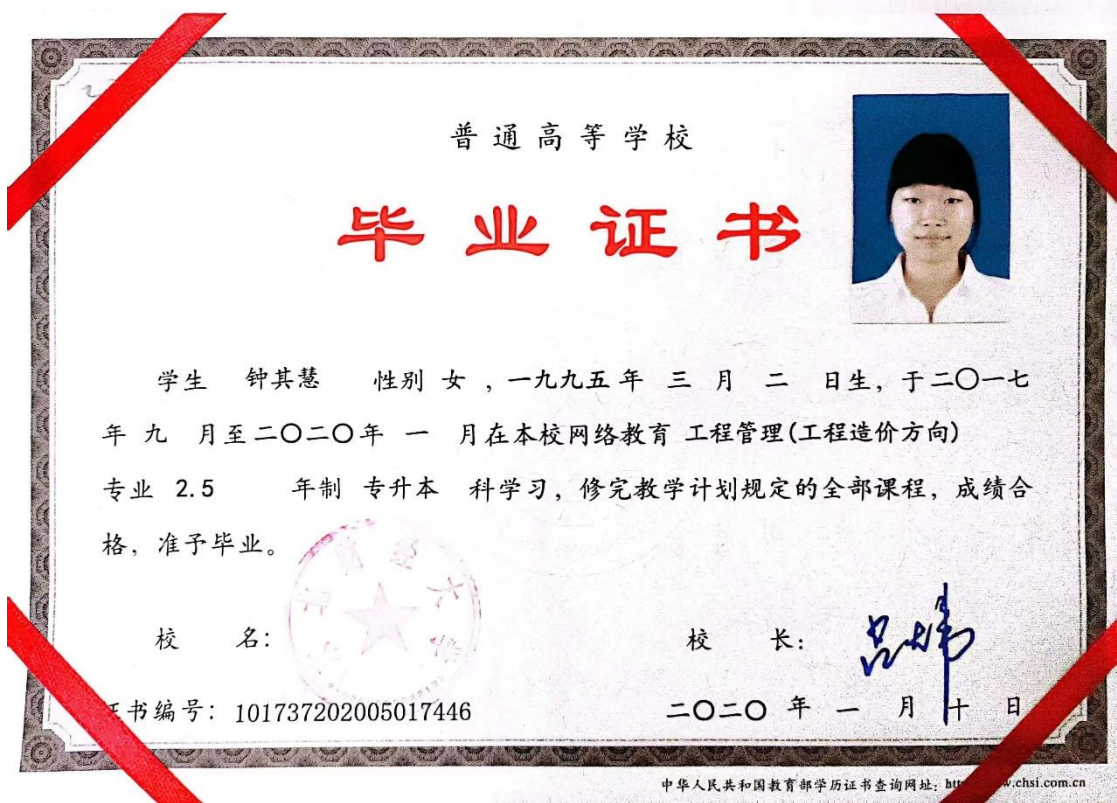 普通高等学校
毕业证书
学生 钟其慧 性别 女 ，一九九五年 三 月 二 日生，于二〇一七
年 九 月至二〇二〇年 一 月在本校网络教育 工程管理(工程造价方向)
专业 2.5 年制 专升本 科学习，修完教学计划规定的全部课程，成绩合
格，准予毕业。
校 名： 校 长：
书编号：101737202005017446 二〇二〇 年 一 月 十 日
中华人民共和国教育部学历证书查询网址：.chsi.com.cn